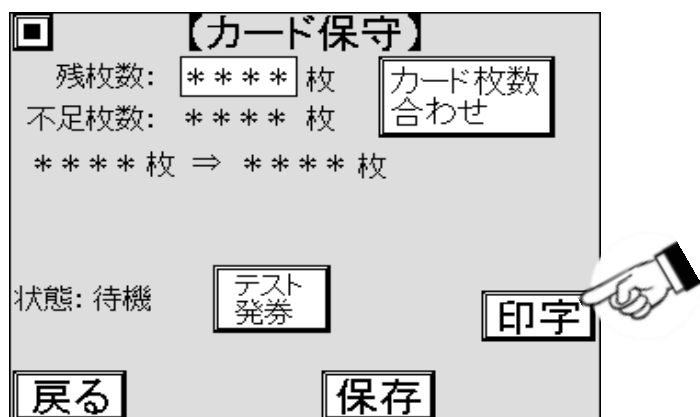 【カード保守】
残枚数: ＊＊＊＊ 枚
カード枚数
合わせ
不足枚数: ＊＊＊＊ 枚
＊＊＊＊枚 ⇒ ＊＊＊＊枚
状態: 待機
テスト
発券
印字
戻る
保存